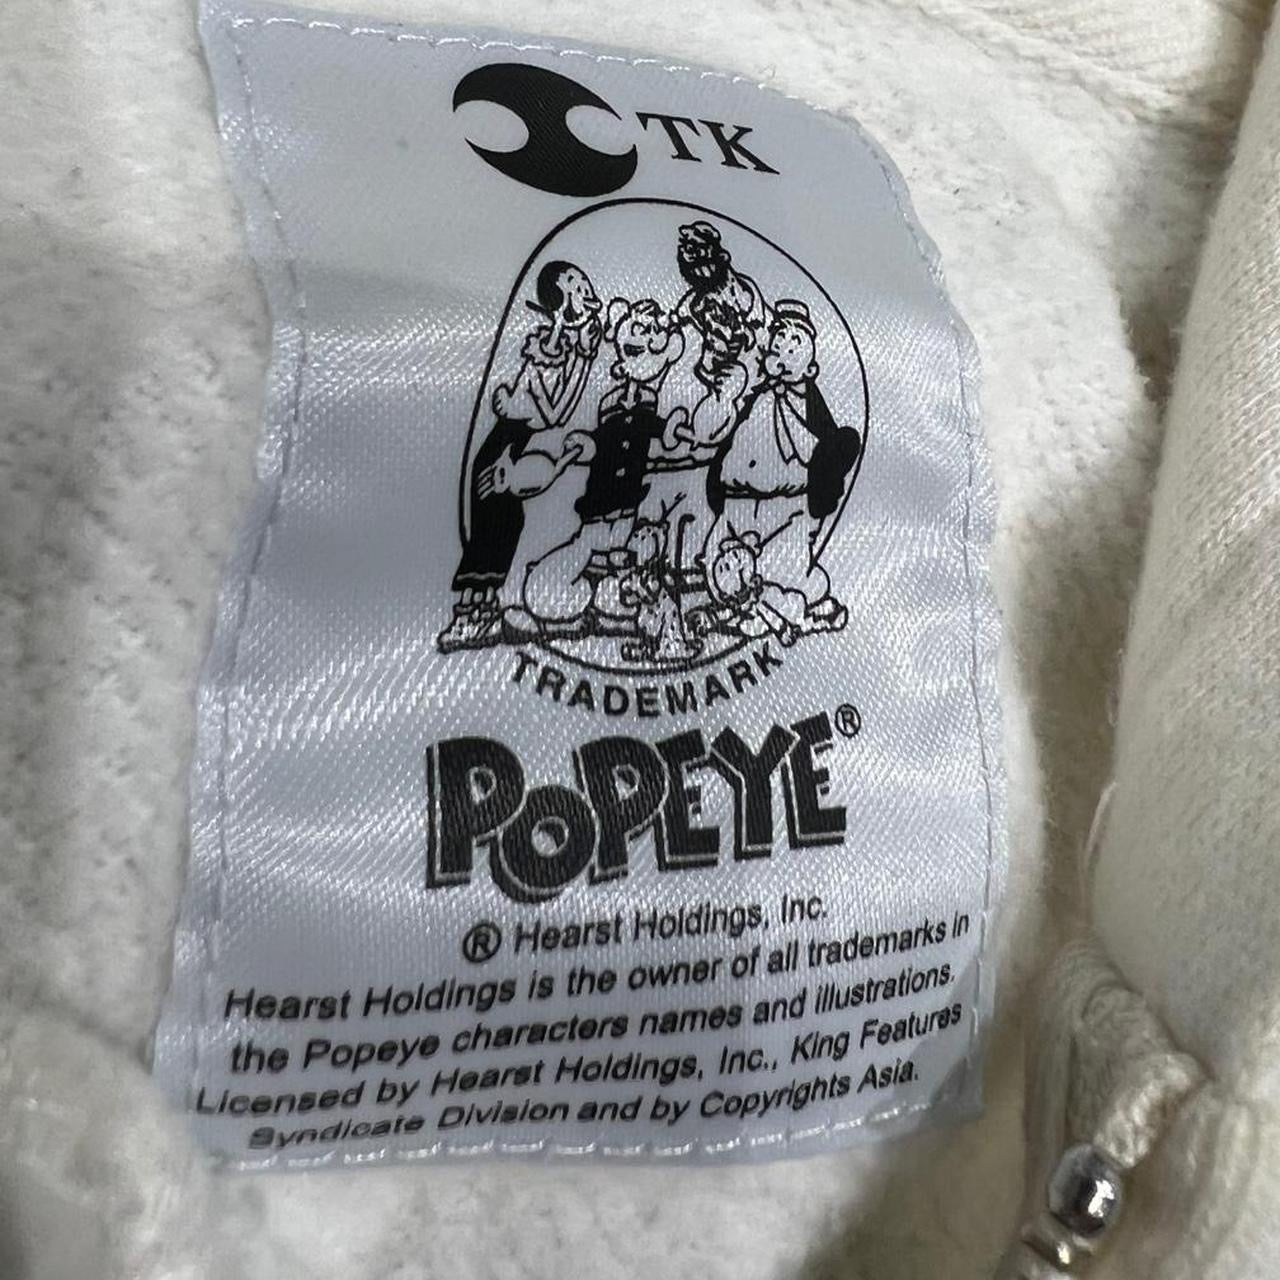 TK
TRADEMARK
POPEYE®
® Hearst Holdings, Inc.
Hearst Holdings is the owner of all trademarks in
the Popeye characters names and illustrations.
Licensed by Hearst Holdings, Inc., King Features
Syndicate Division and by Copyrights Asia.